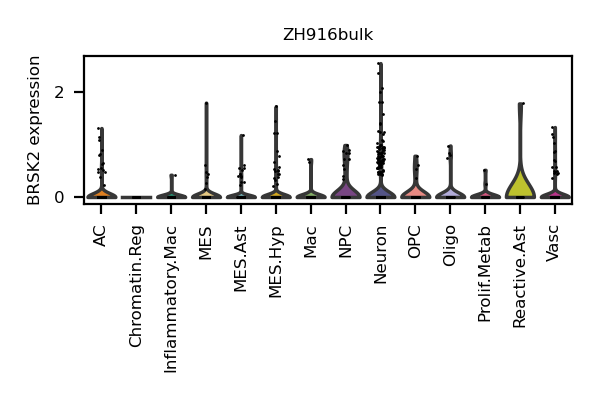 ZH916bulk
BRSK2 expression
2
0
AC
Chromatin.Reg
Inflammatory.Mac
MES
MES.Ast
MES.Hyp
Mac
NPC
Neuron
OPC
Oligo
Prolif.Metab
Reactive.Ast
Vasc